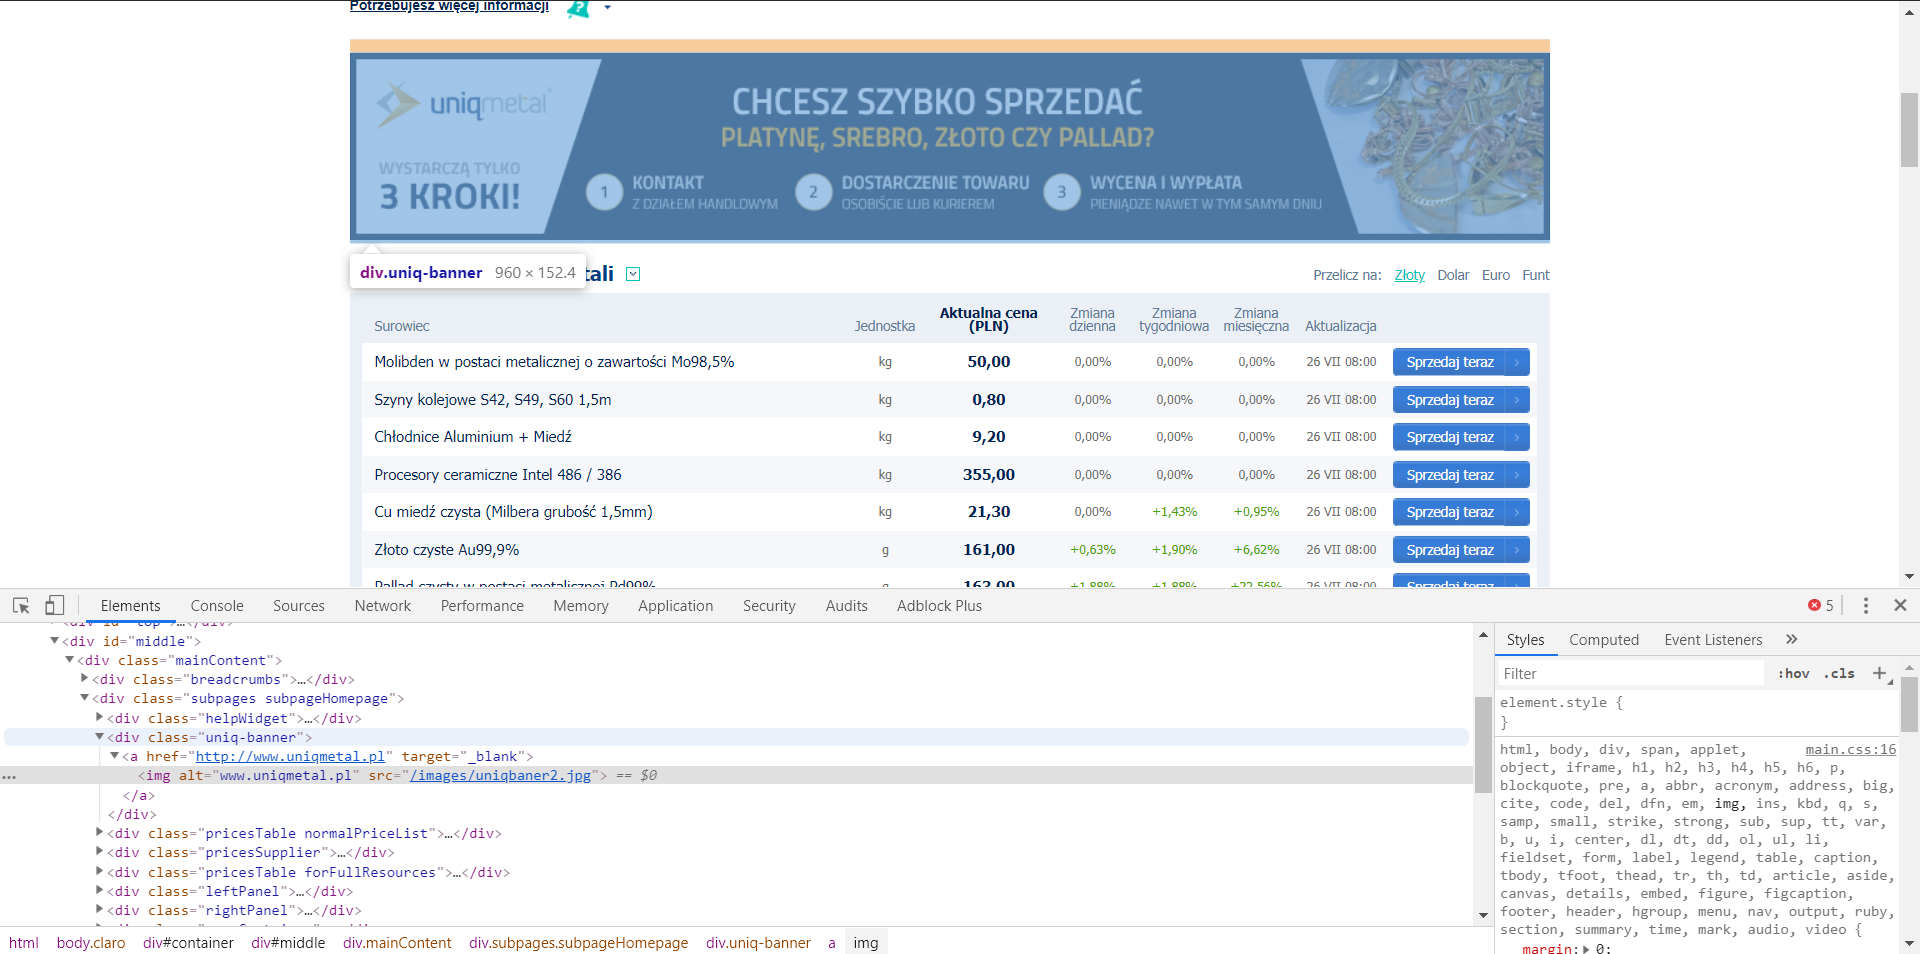 Potrzebujesz więcej informacji
uniqmetal
WYSTARCZĄ TYLKO
3 KROKI!
CHCESZ SZYBKO SPRZEDAĆ
PLATYNĘ, SREBRO, ZŁOTO CZY PALLAD?
1 KONTAKT
Z DZIAŁEM HANDLOWYM
2 DOSTARCZENIE TOWARU
OSOBIŚCIE LUB KURIEREM
3 WYCENA I WYPŁATA
PIENIĄDZE NAWET W TYM SAMYM DNIU
div.uniq-banner 960 × 152.4
tali
Przelicz na: Złoty Dolar Euro Funt
Surowiec Jednostka Aktualna cena (PLN) Zmiana dzienna Zmiana tygodniowa Zmiana miesięczna Aktualizacja
Molibden w postaci metalicznej o zawartości Mo98,5% kg 50,00 0,00% 0,00% 0,00% 26 VII 08:00 Sprzedaj teraz
Szyny kolejowe S42, S49, S60 1,5m kg 0,80 0,00% 0,00% 0,00% 26 VII 08:00 Sprzedaj teraz
Chłodnice Aluminium + Miedź kg 9,20 0,00% 0,00% 0,00% 26 VII 08:00 Sprzedaj teraz
Procesory ceramiczne Intel 486 / 386 kg 355,00 0,00% 0,00% 0,00% 26 VII 08:00 Sprzedaj teraz
Cu miedź czysta (Milbera grubość 1,5mm) kg 21,30 0,00% +1,43% +0,95% 26 VII 08:00 Sprzedaj teraz
Złoto czyste Au99,9% g 161,00 +0,63% +1,90% +6,62% 26 VII 08:00 Sprzedaj teraz
Pallad czysty w postaci metalicznej Pd99% g 163,00 +1,88% +1,88% +22,56% 26 VII 08:00 Sprzedaj teraz
Elements Console Sources Network Performance Memory Application Security Audits Adblock Plus 5
<div id="top">…</div>
<div id="middle">
<div class="mainContent">
<div class="breadcrumbs">…</div>
<div class="subpages subpageHomepage">
<div class="helpWidget">…</div>
<div class="uniq-banner">
<a href="http://www.uniqmetal.pl" target="_blank">
<img alt="www.uniqmetal.pl" src="/images/uniqbaner2.jpg"> == $0
</a>
</div>
<div class="pricesTable normalPriceList">…</div>
<div class="pricesSupplier">…</div>
<div class="pricesTable forFullResources">…</div>
<div class="leftPanel">…</div>
<div class="rightPanel">…</div>
html body.claro div#container div#middle div.mainContent div.subpages.subpageHomepage div.uniq-banner a img
Styles Computed Event Listeners »
Filter :hov .cls +
element.style {
}
html, body, div, span, applet, main.css:16
object, iframe, h1, h2, h3, h4, h5, h6, p,
blockquote, pre, a, abbr, acronym, address, big,
cite, code, del, dfn, em, img, ins, kbd, q, s,
samp, small, strike, strong, sub, sup, tt, var,
b, u, i, center, dl, dt, dd, ol, ul, li,
fieldset, form, label, legend, table, caption,
tbody, tfoot, thead, tr, th, td, article, aside,
canvas, details, embed, figure, figcaption,
footer, header, hgroup, menu, nav, output, ruby,
section, summary, time, mark, audio, video {
margin: 0;